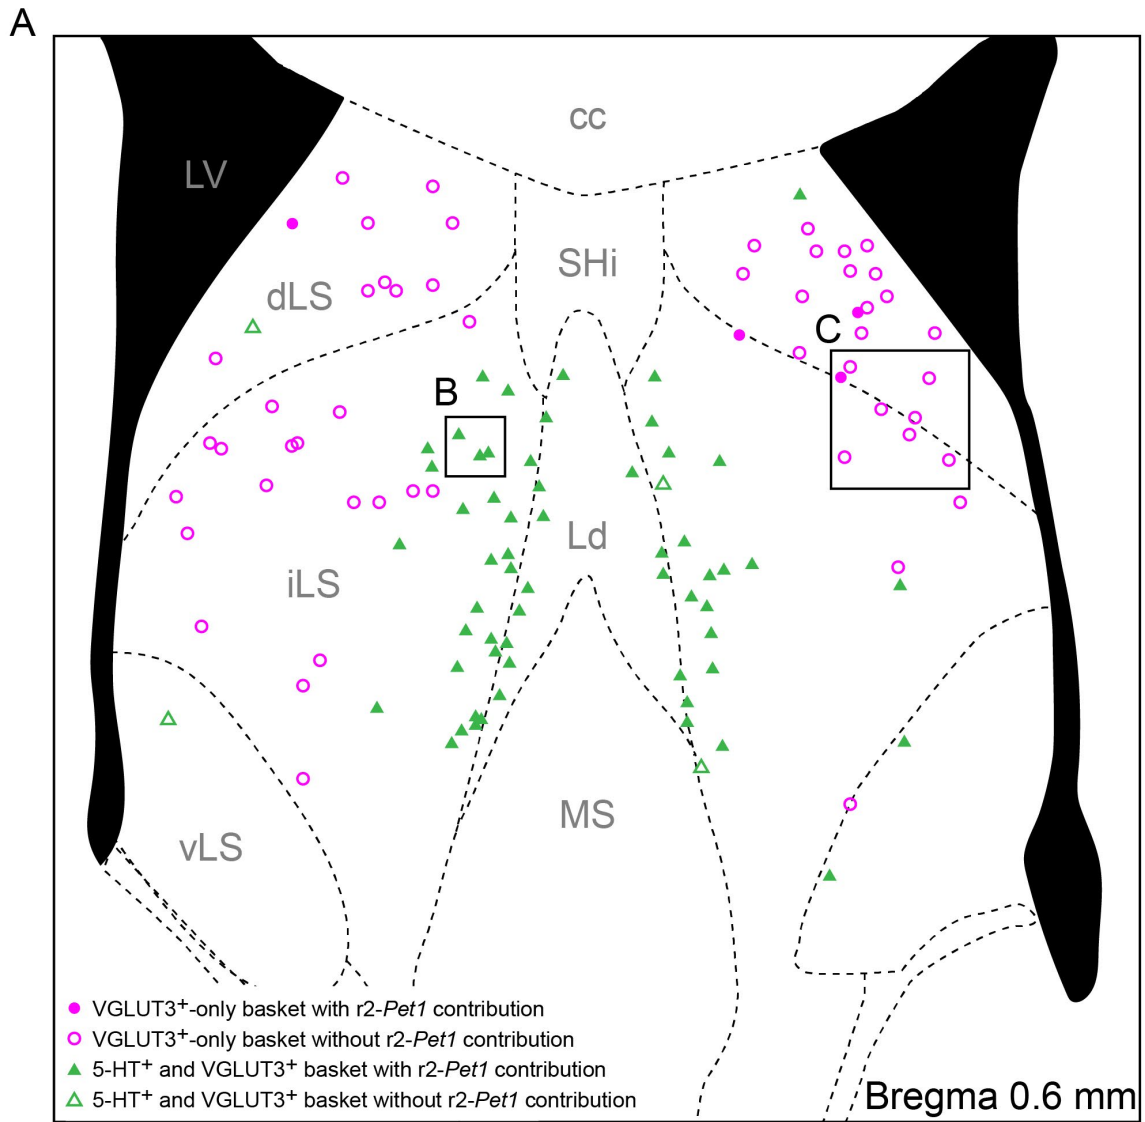 A
cc
LV
SHi
dLS
C
B
Ld
iLS
MS
vLS
VGLUT3+-only basket with r2-Pet1 contribution
VGLUT3+-only basket without r2-Pet1 contribution
5-HT+ and VGLUT3+ basket with r2-Pet1 contribution
5-HT+ and VGLUT3+ basket without r2-Pet1 contribution
Bregma 0.6 mm